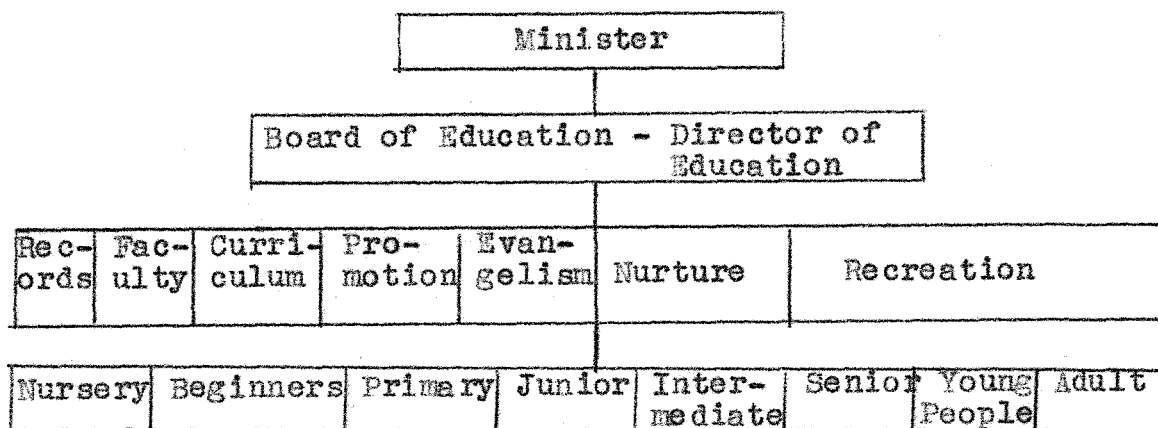 Minister
Board of Education - Director of
Education
Rec- Fac- Curri- Pro- Evan-
ords ulty culum motion gelism Nurture Recreation
Nursery Beginners Primary Junior Inter- Senior Young Adult
mediate People